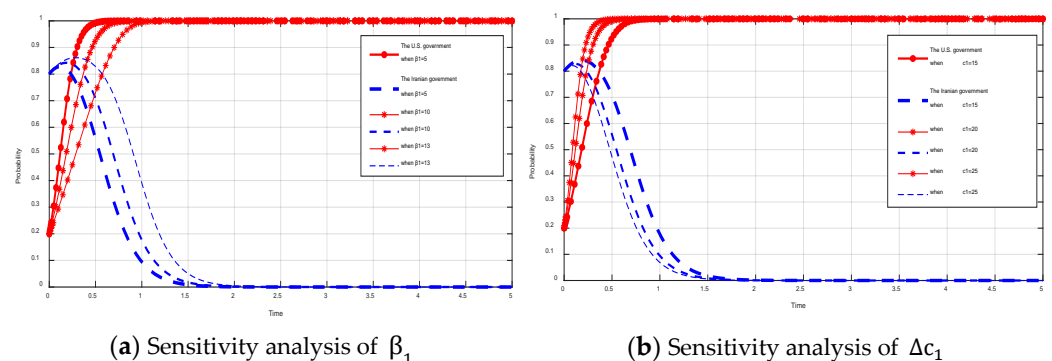 1
0.9
0.8
0.7
0.6
0.5
0.4
0.3
0.2
0.1
0
Probability
0 0.5 1 1.5 2 2.5 3 3.5 4 4.5 5
Time
The U.S. government
when β1=5
The Iranian government
when β1=5
when β1=10
when β1=10
when β1=13
when β1=13
(a) Sensitivity analysis of β₁
1
0.9
0.8
0.7
0.6
0.5
0.4
0.3
0.2
0.1
0
Probability
0 0.5 1 1.5 2 2.5 3 3.5 4 4.5 5
Time
The U.S. government
when c1=15
The Iranian government
when c1=15
when c1=20
when c1=20
when c1=25
when c1=25
(b) Sensitivity analysis of Δc₁